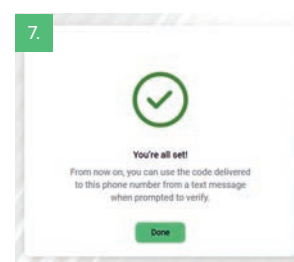 7.
You're all set!
From now on, you can use the code delivered
to this phone number from a text message
when prompted to verify.
Done